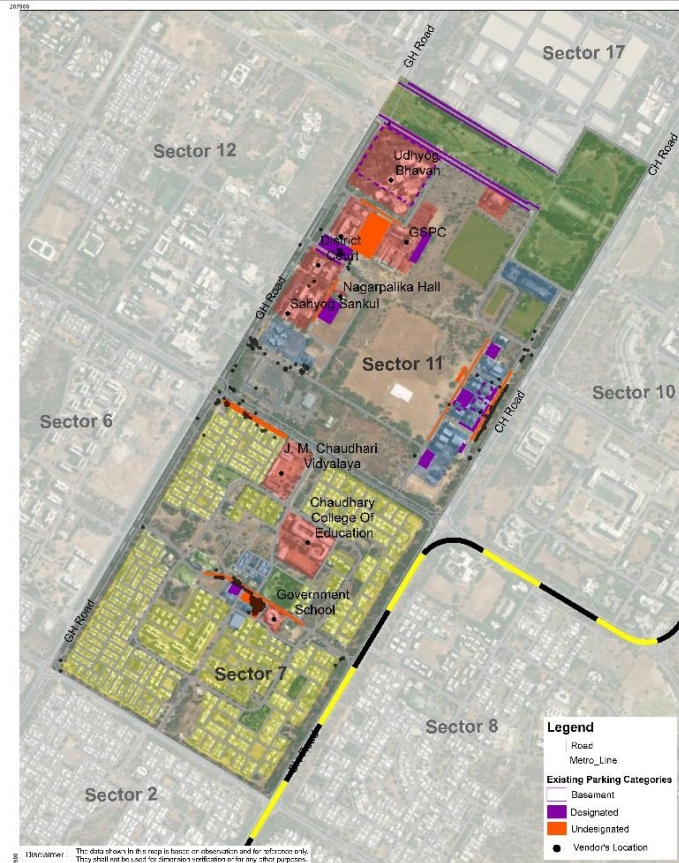 GH Road
Sector 17
CH Road
Sector 12
Udhyog
Bhavah
GSPC
District
Court
Nagarpalika Hall
GH Road
Sahyog Sankul
Sector 11
Sector 10
CH Road
Sector 6
J. M. Chaudhari
Vidyalaya
Chaudhary
College Of
Education
Government
School
GH Road
Sector 7
Sector 8
Sector 2
Legend
Road
Metro_Line
Existing Parking Categories
Basement
Designated
Undesignated
Vendor's Location
Disclaimer : The data shown in this map is based on observation and for reference only.
They shall not be used for dimension verification or for any other purposes.